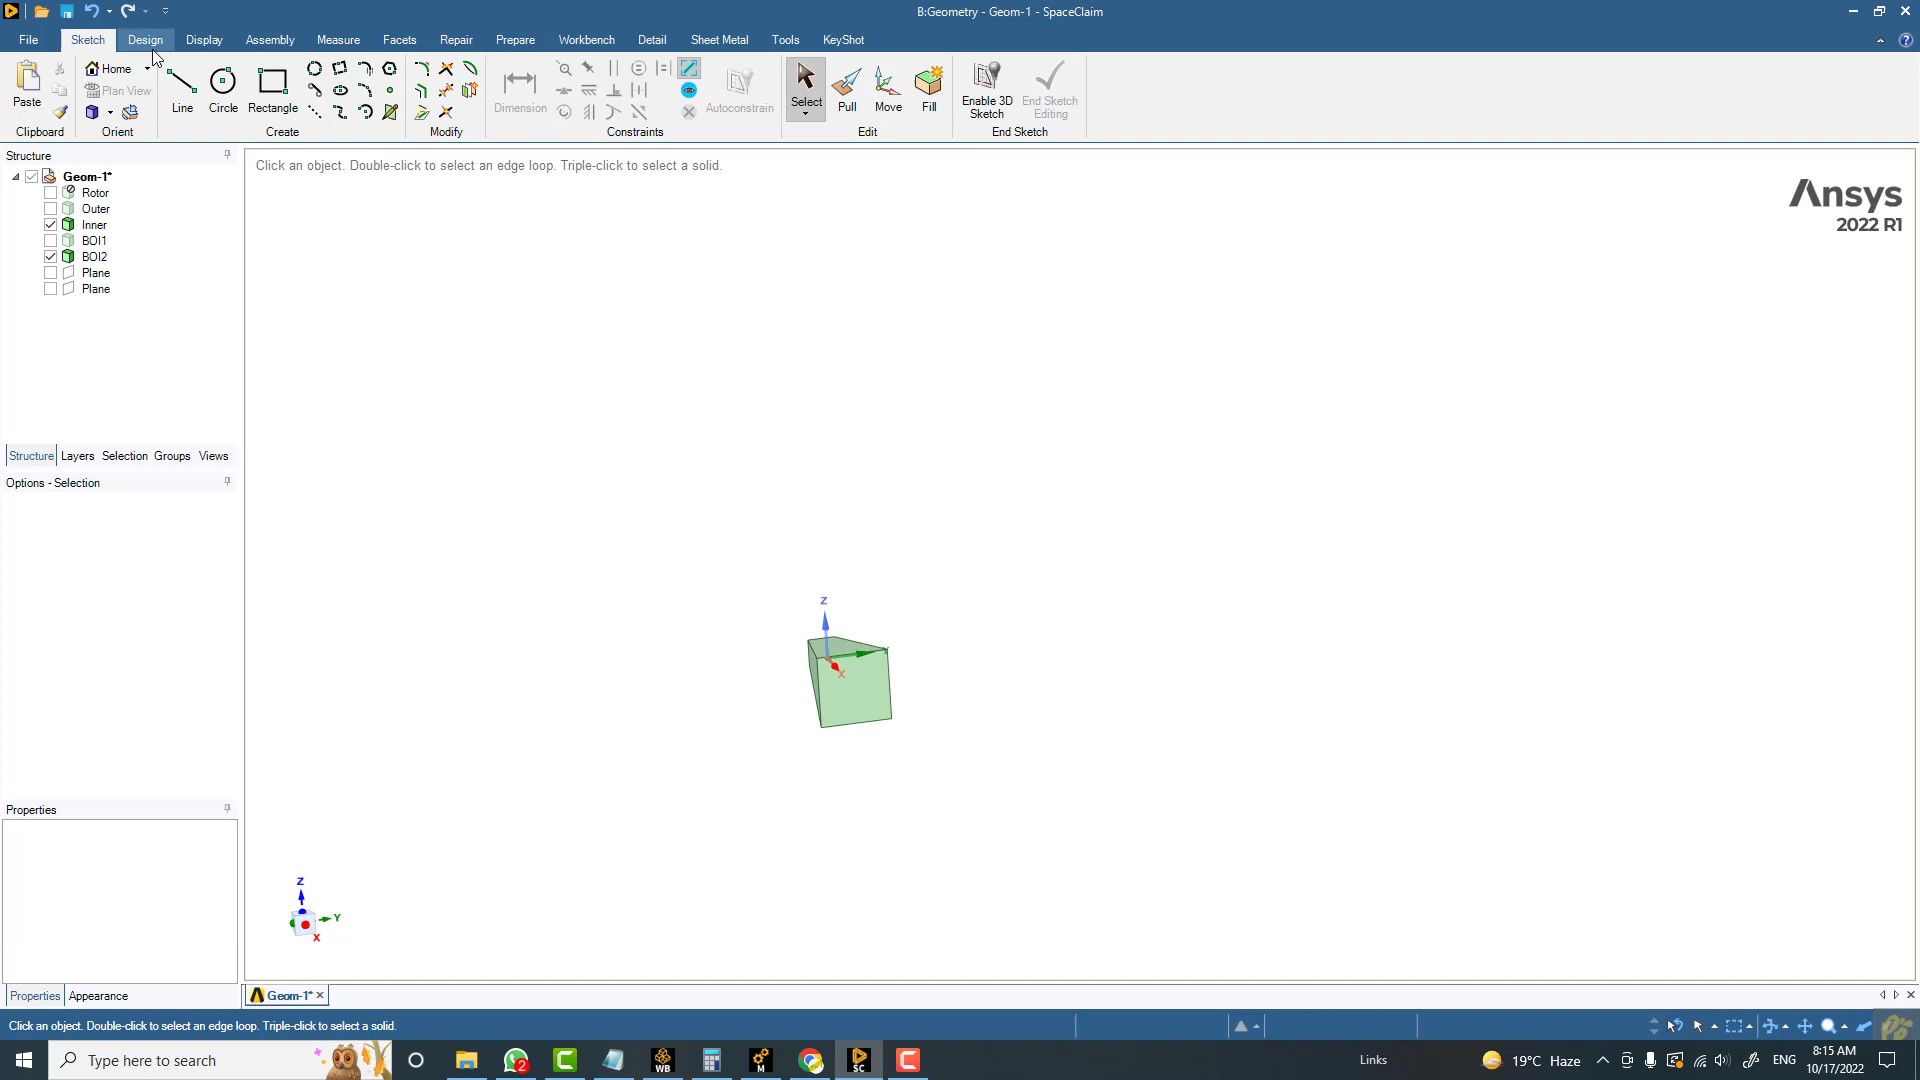 B:Geometry - Geom-1 - SpaceClaim
File Sketch Design Display Assembly Measure Facets Repair Prepare Workbench Detail Sheet Metal Tools KeyShot
Paste
Clipboard
Home
Plan View
Orient
Line Circle Rectangle
Create
Modify
Dimension
Autoconstrain
Constraints
Select Pull Move Fill
Edit
Enable 3D Sketch
End Sketch Editing
End Sketch
Structure
Geom-1*
Rotor
Outer
Inner
BOI1
BOI2
Plane
Plane
Structure Layers Selection Groups Views
Options - Selection
Properties
Properties Appearance
Click an object. Double-click to select an edge loop. Triple-click to select a solid.
Ansys
2022 R1
Z
Y
X
Z
Y
X
Geom-1*
Click an object. Double-click to select an edge loop. Triple-click to select a solid.
Type here to search
2
WB
M
SC
Links
19°C Haze
ENG
8:15 AM
10/17/2022